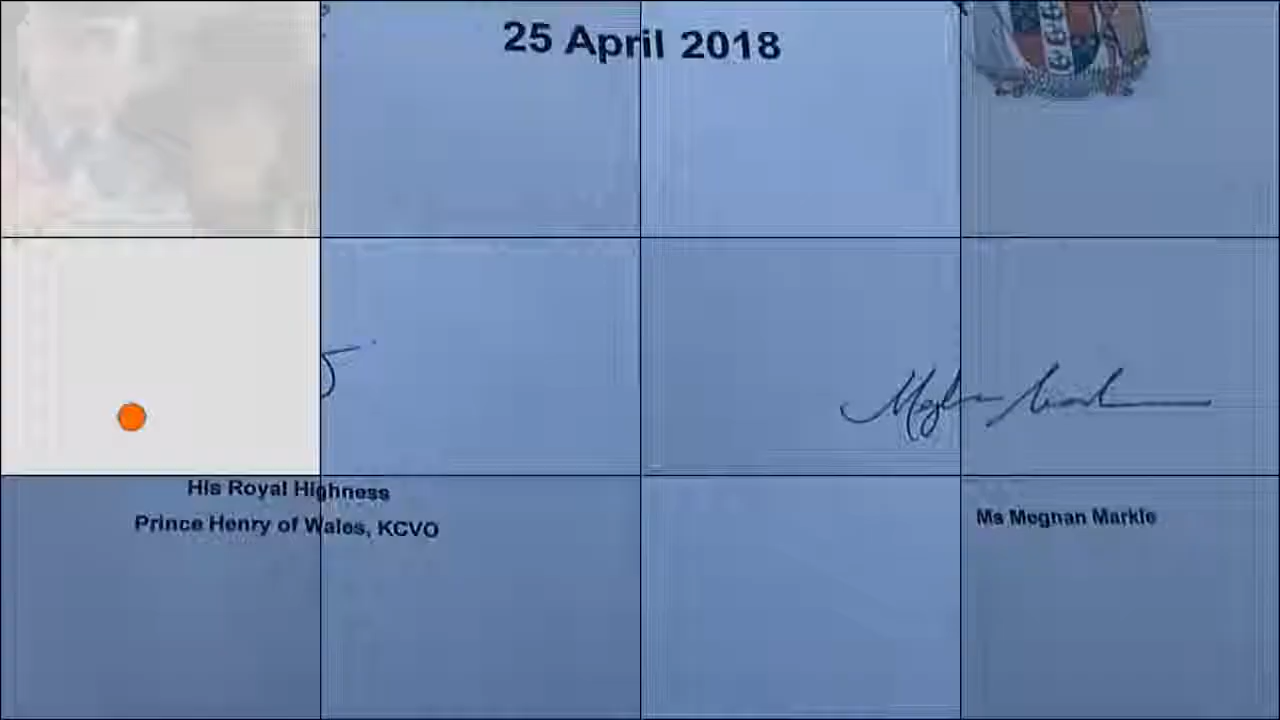 25 April 2018
His Royal Highness
Prince Henry of Wales, KCVO
Ms Meghan Markle